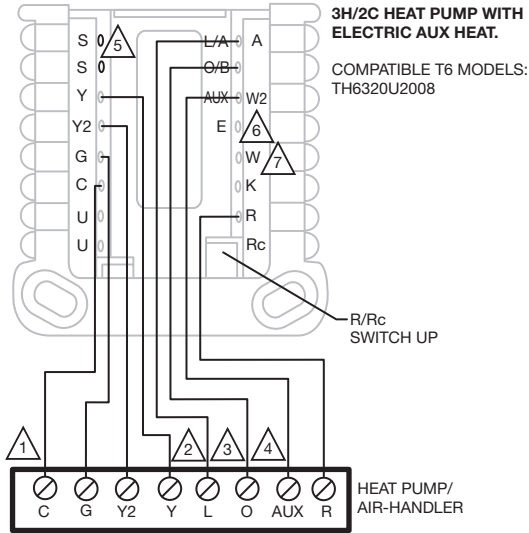 3H/2C HEAT PUMP WITH
ELECTRIC AUX HEAT.
COMPATIBLE T6 MODELS:
TH6320U2008
S
5
S
Y
Y2
G
C
U
U
L/A A
O/B
AUX W2
E
6
W
7
K
R
Rc
R/Rc
SWITCH UP
1
2
3
4
C G Y2 Y L O AUX R
HEAT PUMP/
AIR-HANDLER